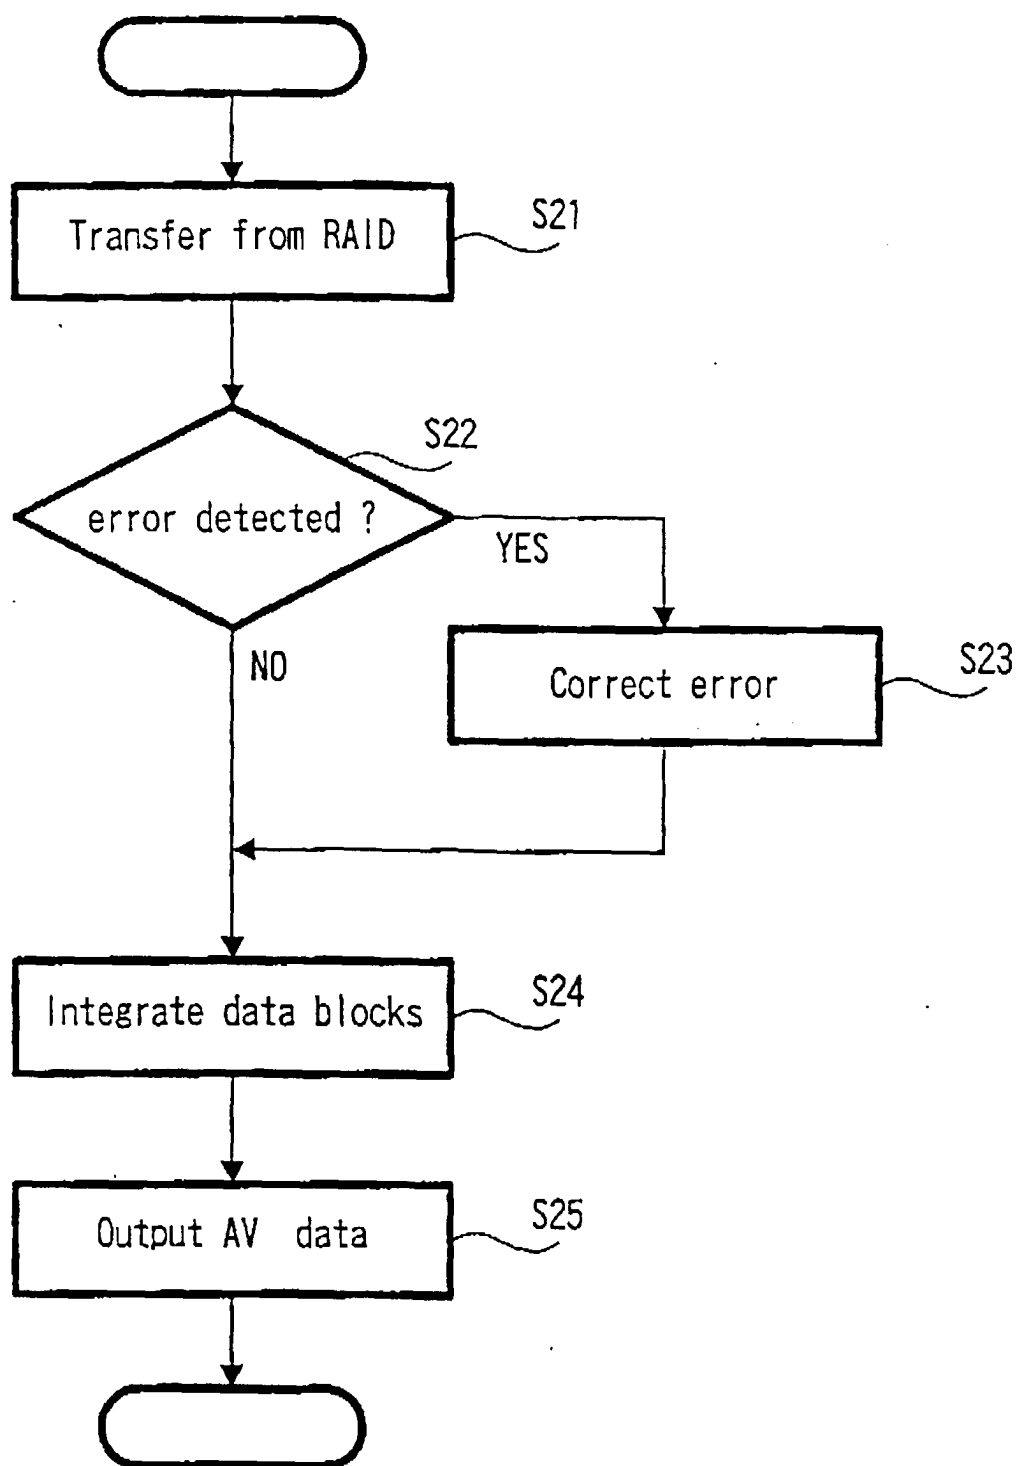 Transfer from RAID
S21
S22
error detected ?
YES
NO
Correct error
S23
Integrate data blocks
S24
Output AV data
S25